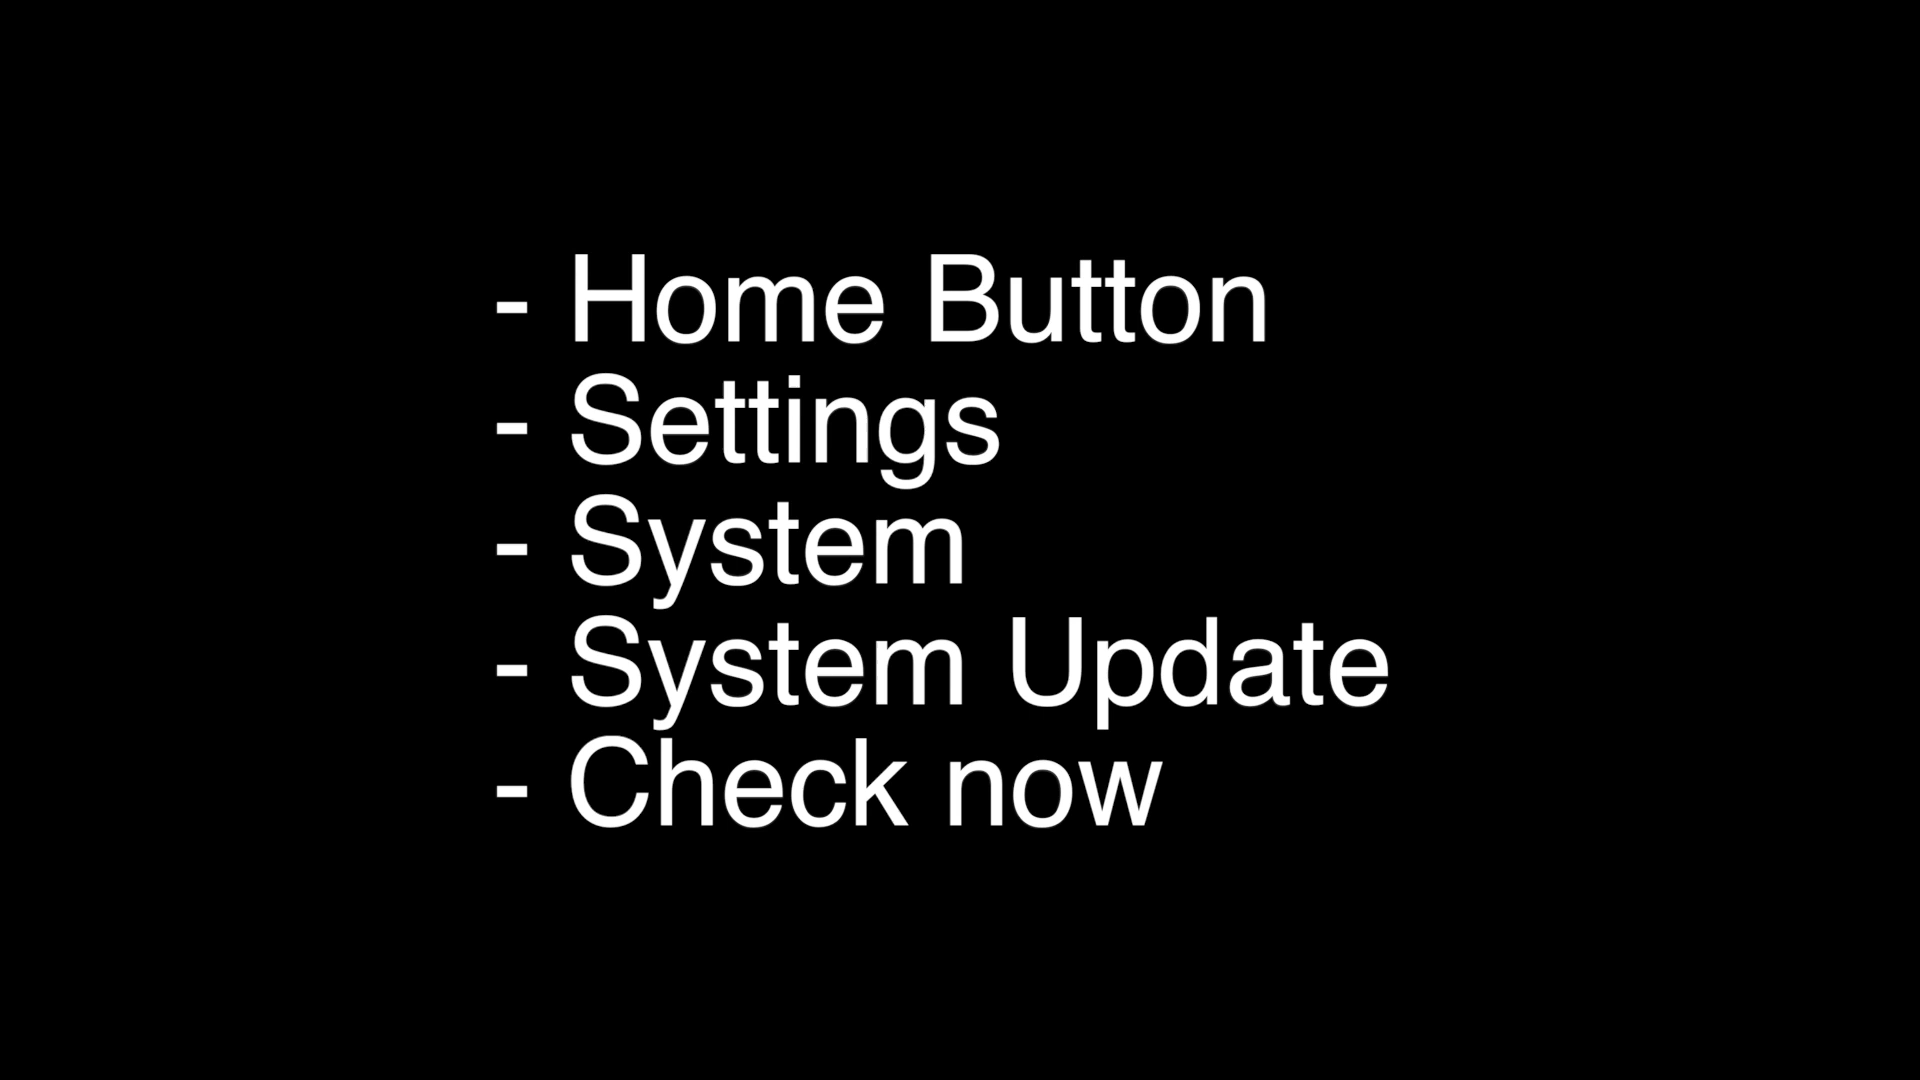 - Home Button
- Settings
- System
- System Update
- Check now